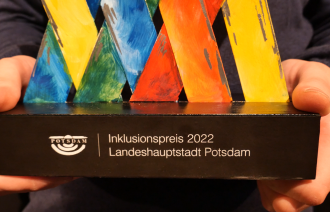 POTSDAM
Inklusionspreis 2022
Landeshauptstadt Potsdam